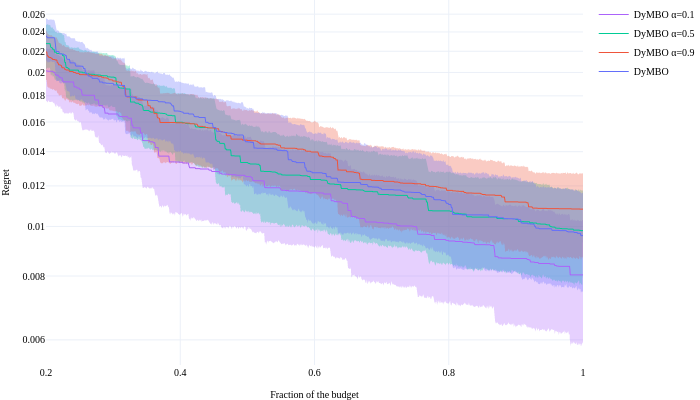 0.026
0.024
0.022
0.02
0.018
0.016
0.014
0.012
0.01
0.008
0.006
Regret
0.2
0.4
0.6
0.8
1
Fraction of the budget
DyMBO α=0.1
DyMBO α=0.5
DyMBO α=0.9
DyMBO